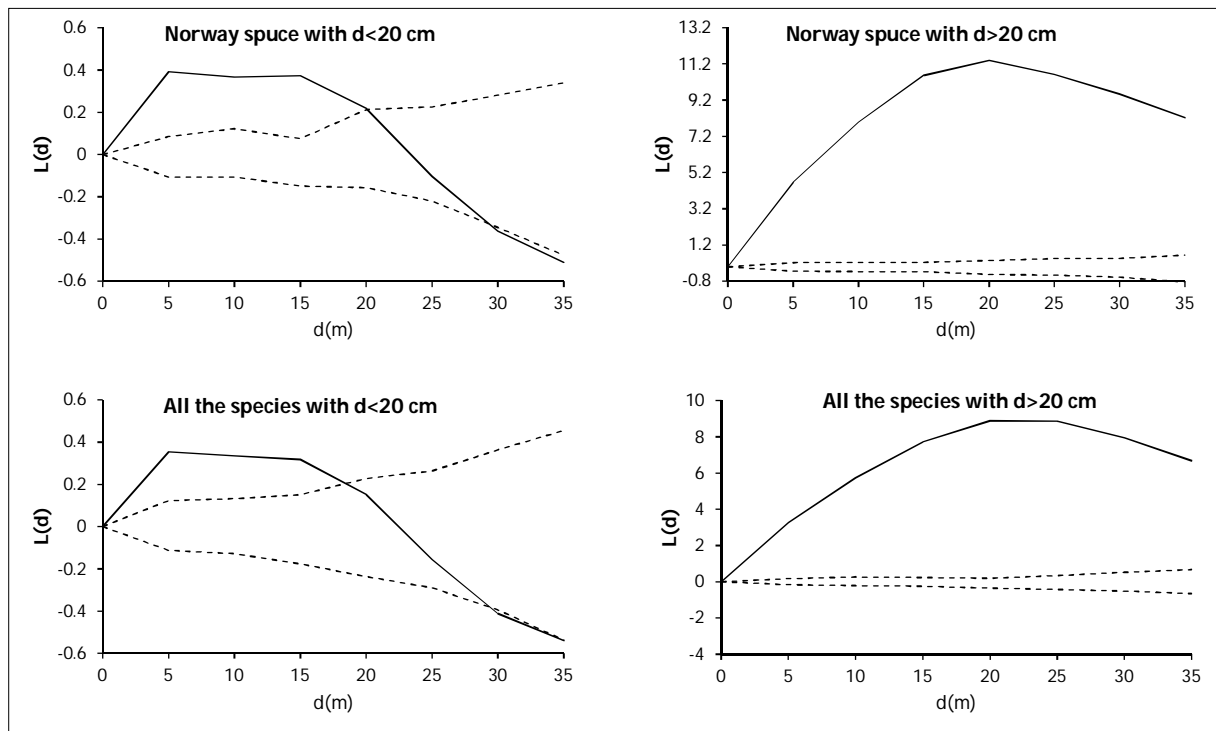 Norway spuce with d<20 cm
0.6
0.4
0.2
0
-0.2
-0.4
-0.6
L(d)
0 5 10 15 20 25 30 35
d(m)
Norway spuce with d>20 cm
13.2
11.2
9.2
7.2
5.2
3.2
1.2
-0.8
L(d)
0 5 10 15 20 25 30 35
d(m)
All the species with d<20 cm
0.6
0.4
0.2
0
-0.2
-0.4
-0.6
L(d)
0 5 10 15 20 25 30 35
d(m)
All the species with d>20 cm
10
8
6
4
2
0
-2
-4
L(d)
0 5 10 15 20 25 30 35
d(m)